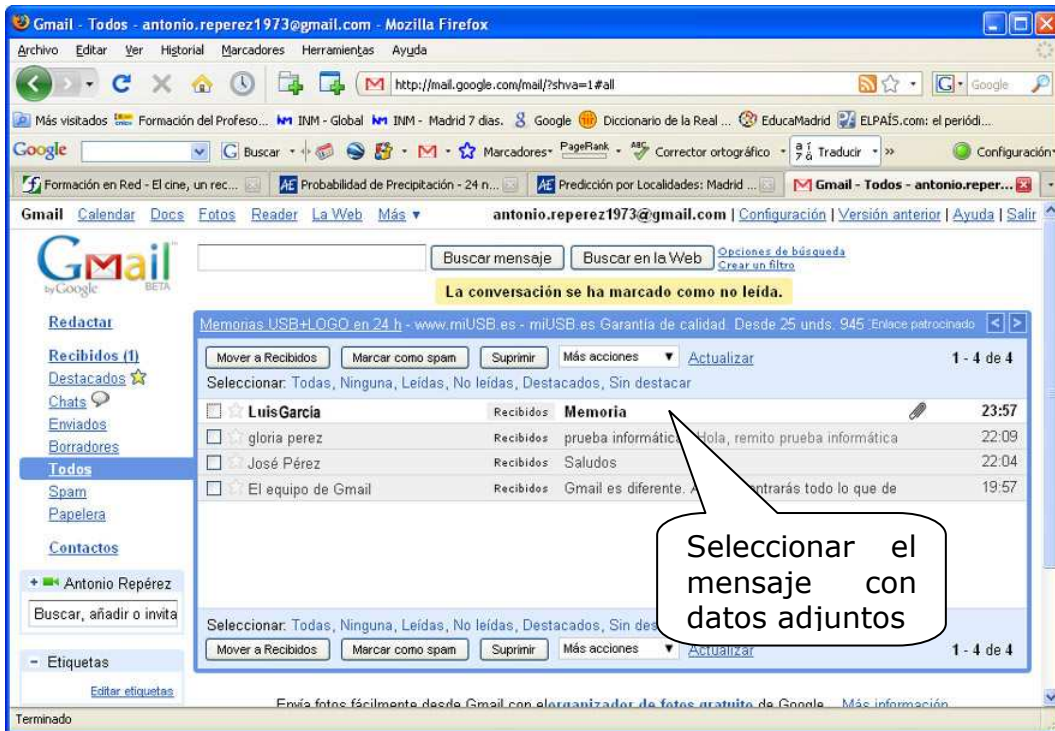 Gmail - Todos - antonio.reperez1973@gmail.com - Mozilla Firefox
Archivo Editar Ver Historial Marcadores Herramientas Ayuda
http://mail.google.com/mail/?shva=1#all
G Google
Más visitados Formación del Profeso... INM - Global INM - Madrid 7 dias. Google Diccionario de la Real ... EducaMadrid ELPAÍS.com: el periódi...
Google G Buscar Marcadores PageRank Corrector ortográfico Traducir » Configuración
Formación en Red - El cine, un rec... AE Probabilidad de Precipitación - 24 n... AE Predicción por Localidades: Madrid ... Gmail - Todos - antonio.reper...
Gmail Calendar Docs Fotos Reader La Web Más ▼ antonio.reperez1973@gmail.com | Configuración | Versión anterior | Ayuda | Salir
Gmail
by Google BETA
Buscar mensaje Buscar en la Web Opciones de búsqueda
Crear un filtro
La conversación se ha marcado como no leída.
Redactar
Recibidos (1)
Destacados
Chats
Enviados
Borradores
Todos
Spam
Papelera
Contactos
+ Antonio Repérez
Buscar, añadir o invita
- Etiquetas
Editar etiquetas
Memorias USB+LOGO en 24 h - www.miUSB.es - miUSB.es Garantía de calidad. Desde 25 unds. 945 Enlace patrocinado < >
Mover a Recibidos Marcar como spam Suprimir Más acciones ▼ Actualizar 1 - 4 de 4
Seleccionar: Todas, Ninguna, Leídas, No leídas, Destacados, Sin destacar
Luis García Recibidos Memoria 23:57
gloria perez Recibidos prueba informática Hola, remito prueba informática 22:09
José Pérez Recibidos Saludos 22:04
El equipo de Gmail Recibidos Gmail es diferente. A ntrarás todo lo que de 19:57
Seleccionar el
mensaje con
datos adjuntos
Seleccionar: Todas, Ninguna, Leídas, No leídas, Destacados, Sin des
Mover a Recibidos Marcar como spam Suprimir Más acciones ▼ Actualizar 1 - 4 de 4
Envía fotos fácilmente desde Gmail con el organizador de fotos gratuito de Google. Más información
Terminado